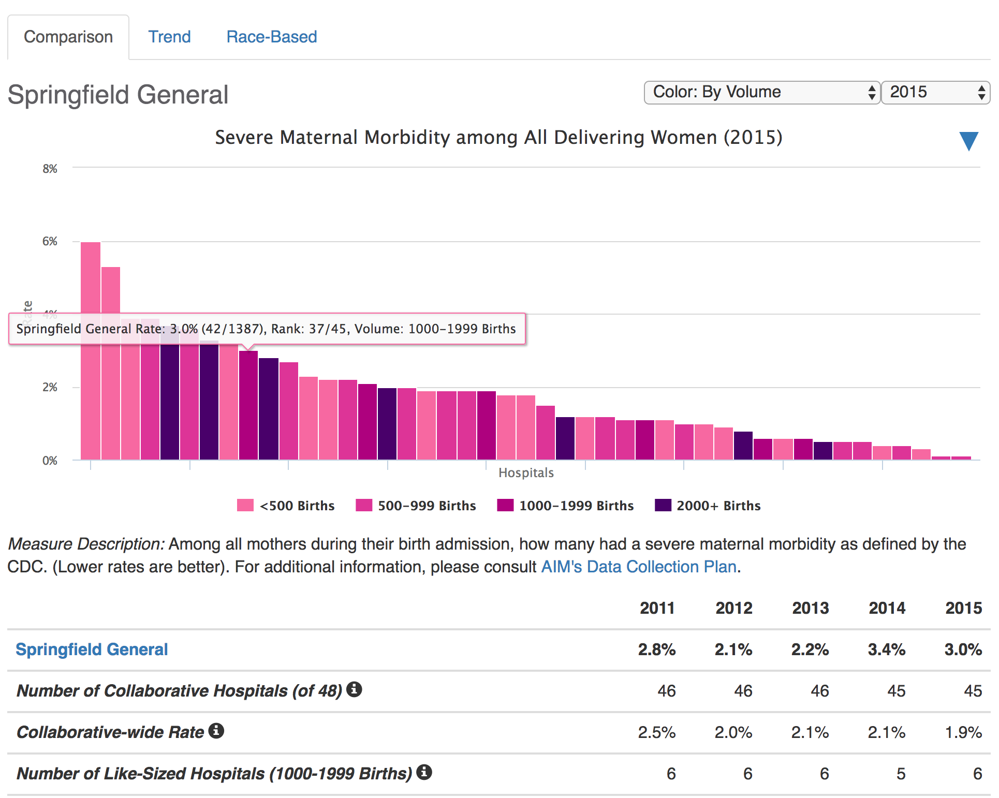 Comparison Trend Race-Based
Springfield General
Color: By Volume 2015
Severe Maternal Morbidity among All Delivering Women (2015)
8%
6%
4%
Rate
Springfield General Rate: 3.0% (42/1387), Rank: 37/45, Volume: 1000-1999 Births
2%
0%
Hospitals
<500 Births 500-999 Births 1000-1999 Births 2000+ Births
Measure Description: Among all mothers during their birth admission, how many had a severe maternal morbidity as defined by the
CDC. (Lower rates are better). For additional information, please consult AIM's Data Collection Plan.
2011 2012 2013 2014 2015
Springfield General 2.8% 2.1% 2.2% 3.4% 3.0%
Number of Collaborative Hospitals (of 48) 46 46 46 45 45
Collaborative-wide Rate 2.5% 2.0% 2.1% 2.1% 1.9%
Number of Like-Sized Hospitals (1000-1999 Births) 6 6 6 5 6